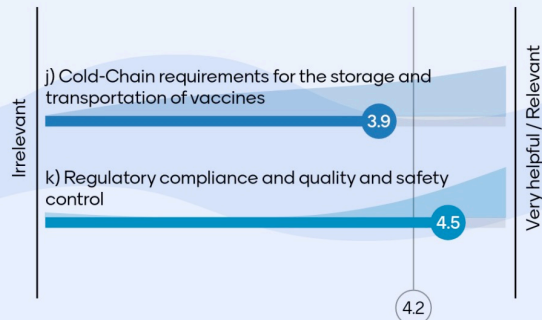 j) Cold-Chain requirements for the storage and
transportation of vaccines
3.9
k) Regulatory compliance and quality and safety
control
4.5
4.2
Irrelevant
Very helpful / Relevant